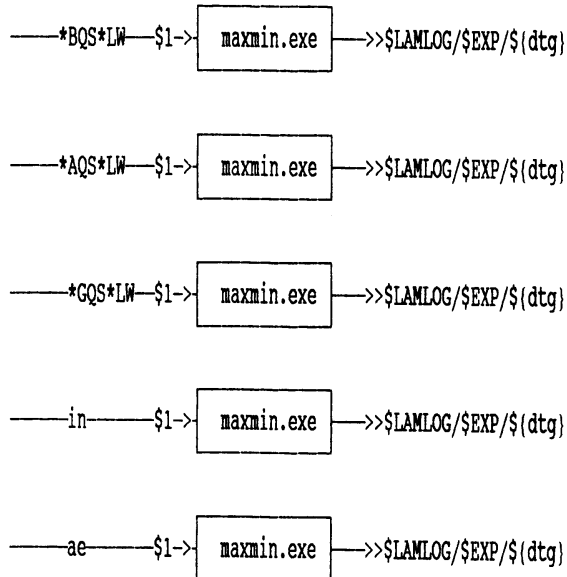 *BQS*LW $1-> maxmin.exe >>$LAMLOG/$EXP/${dtg}
*AQS*LW $1-> maxmin.exe >>$LAMLOG/$EXP/${dtg}
*GQS*LW $1-> maxmin.exe >>$LAMLOG/$EXP/${dtg}
in $1-> maxmin.exe >>$LAMLOG/$EXP/${dtg}
ae $1-> maxmin.exe >>$LAMLOG/$EXP/${dtg}